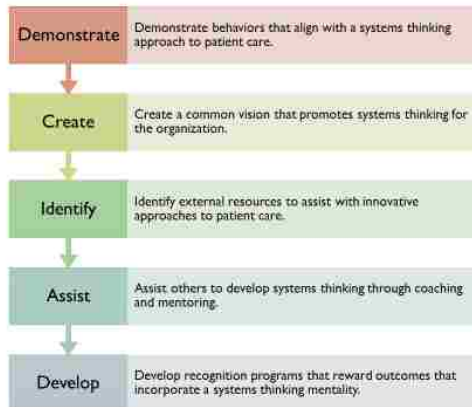 Demonstrate
Demonstrate behaviors that align with a systems thinking
approach to patient care.
Create
Create a common vision that promotes systems thinking for
the organization.
Identify
Identify external resources to assist with innovative
approaches to patient care.
Assist
Assist others to develop systems thinking through coaching
and mentoring.
Develop
Develop recognition programs that reward outcomes that
incorporate a systems thinking mentality.